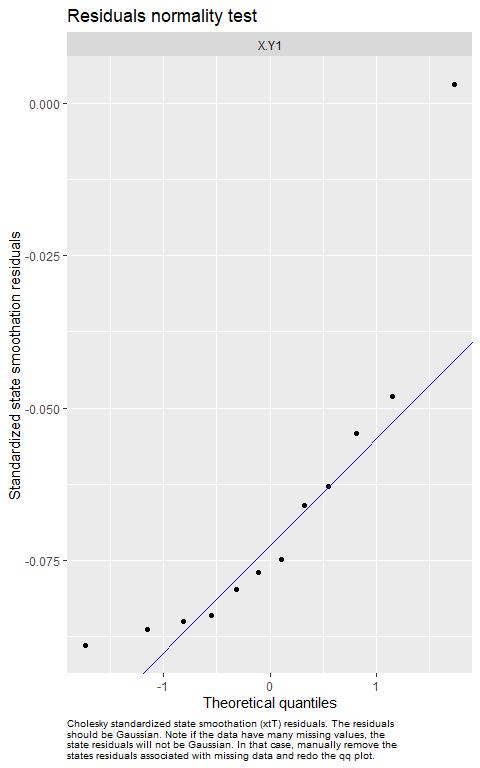 Residuals normality test
X.Y1
0.000
-0.025
-0.050
-0.075
Standardized state smoothation residuals
-1
0
1
Theoretical quantiles
Cholesky standardized state smoothation (xtT) residuals. The residuals
should be Gaussian. Note if the data have many missing values, the
state residuals will not be Gaussian. In that case, manually remove the
states residuals associated with missing data and redo the qq plot.